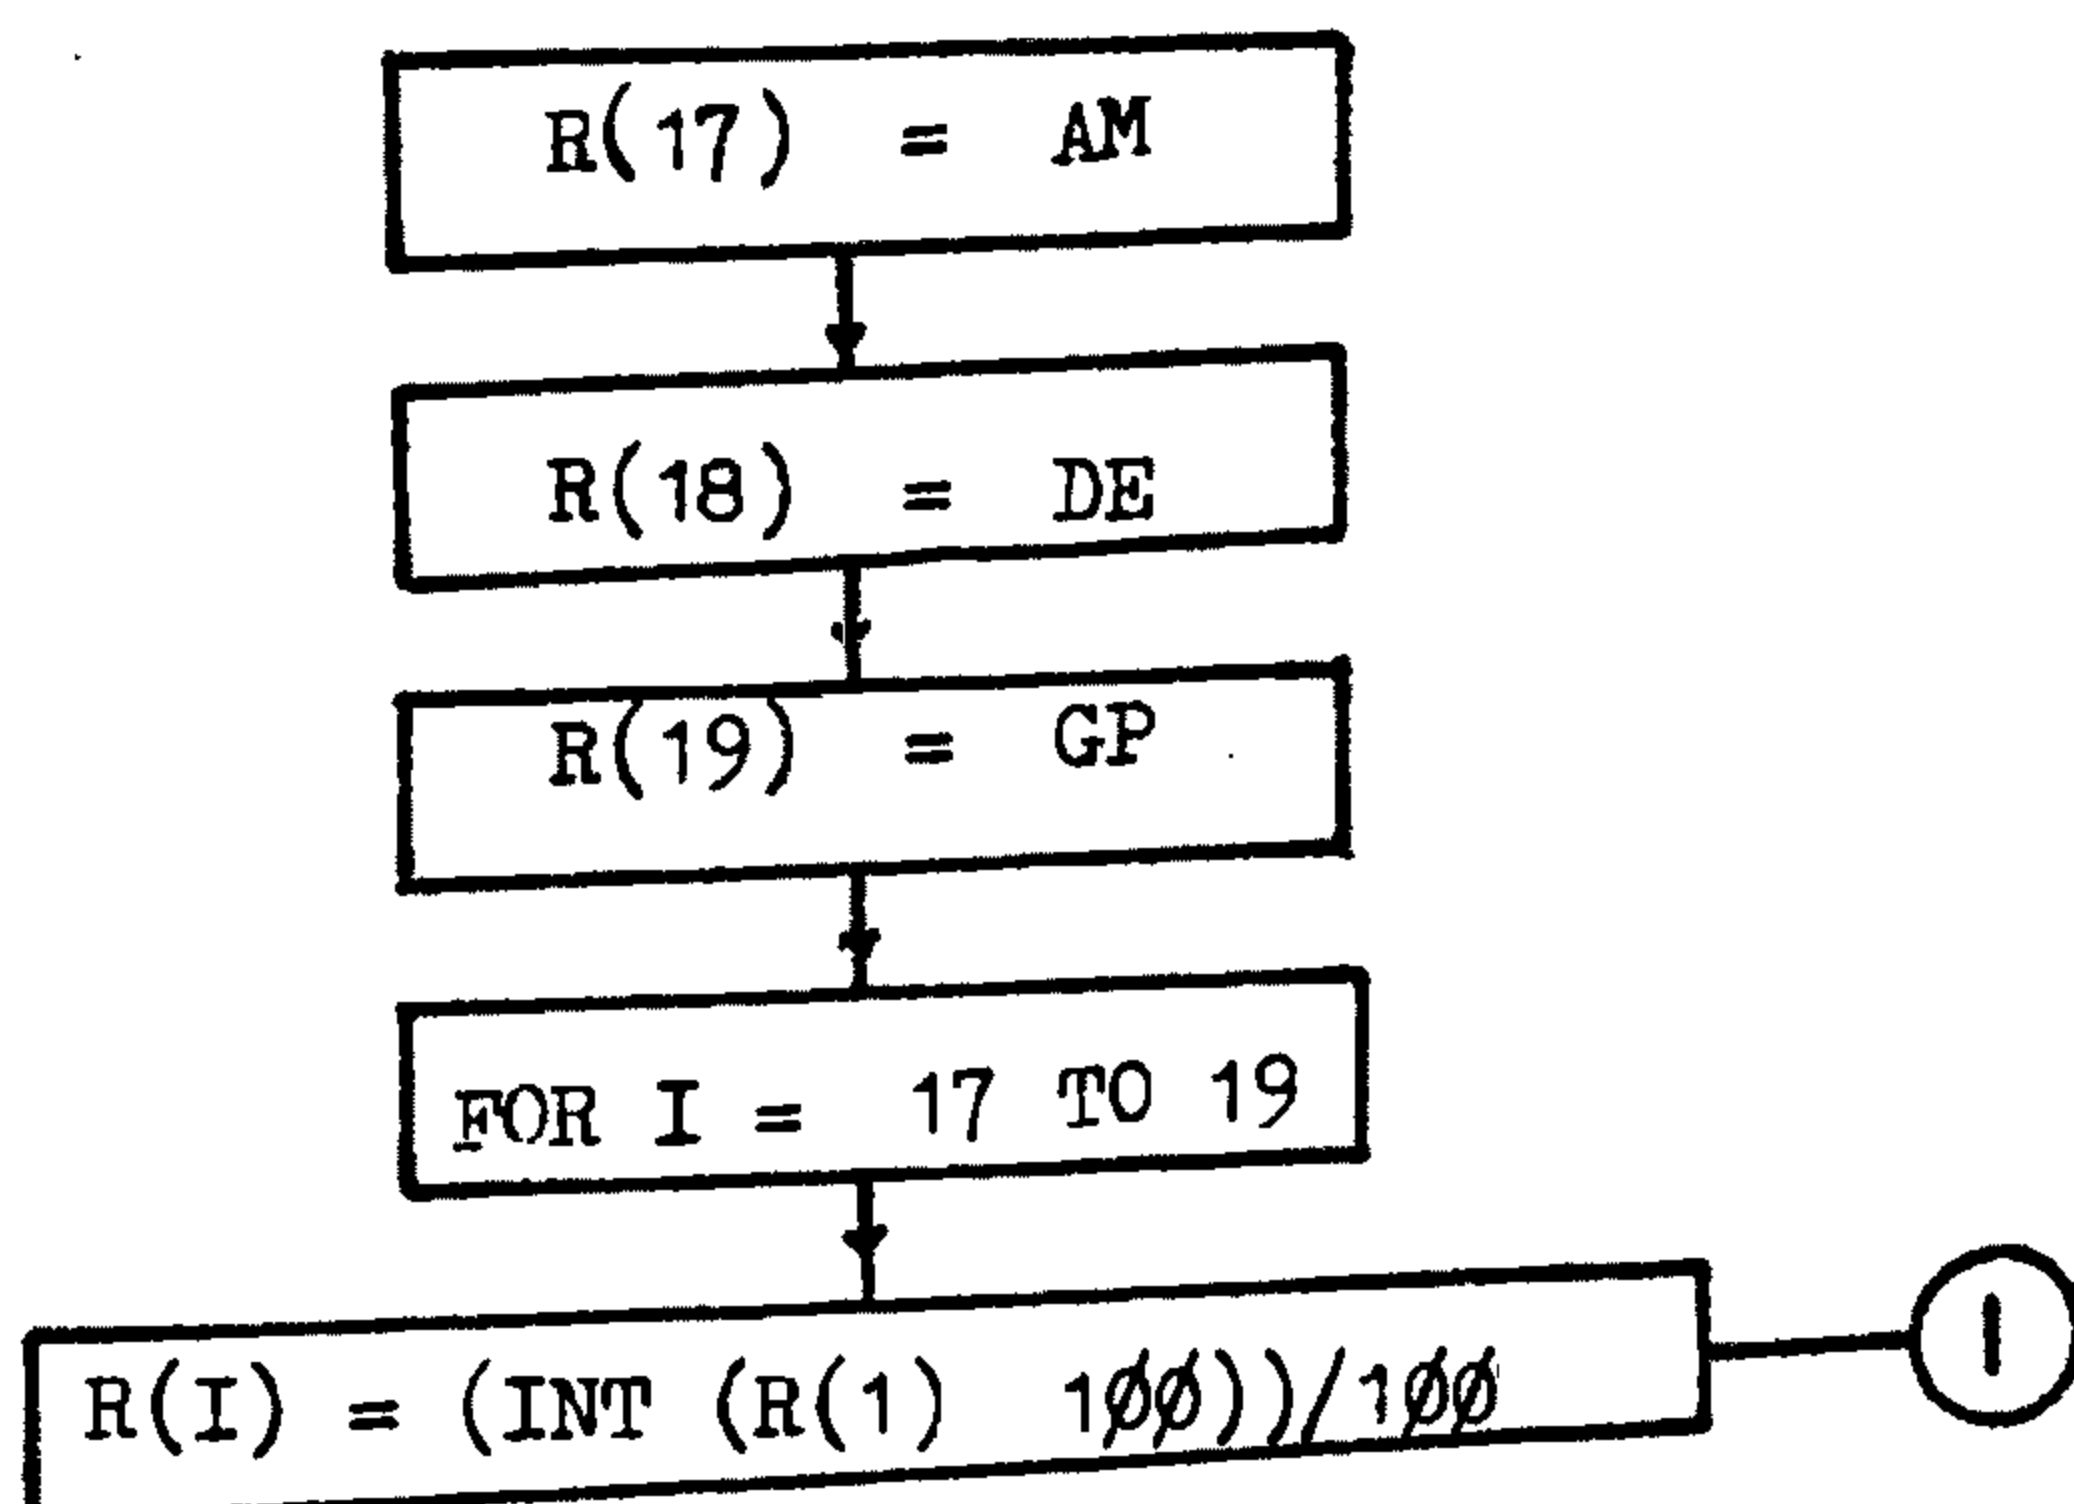 R(17) = AM
R(18) = DE
R(19) = GP
FOR I = 17 TO 19
R(I) = (INT (R(1) 1ØØ))/1ØØ
1